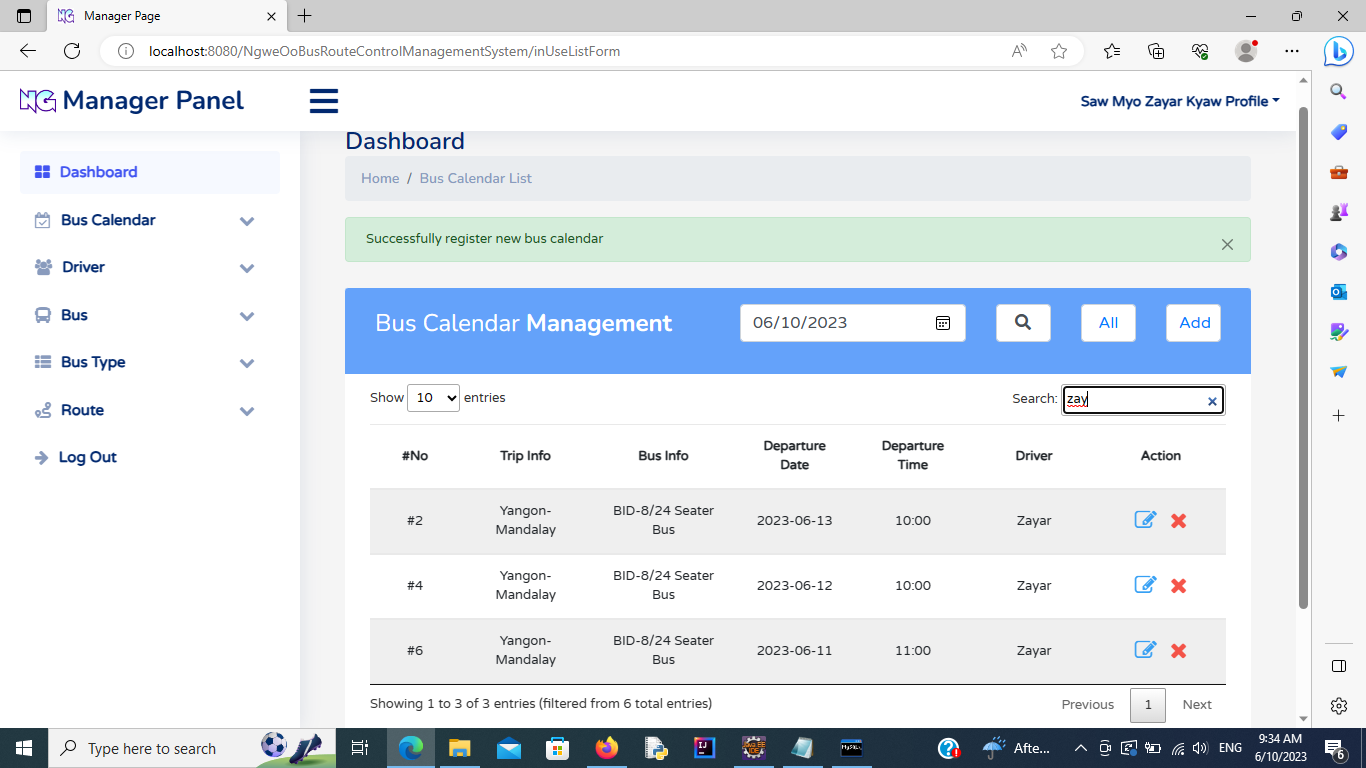 Manager Page
localhost:8080/NgweOoBusRouteControlManagementSystem/inUseListForm
NG Manager Panel
Saw Myo Zayar Kyaw Profile
Dashboard
Home / Bus Calendar List
Dashboard
Bus Calendar
Driver
Bus
Bus Type
Route
Log Out
Successfully register new bus calendar
Bus Calendar Management
06/10/2023
All
Add
Show 10 entries
Search: zay
#No Trip Info Bus Info Departure Date Departure Time Driver Action
#2 Yangon-Mandalay BID-8/24 Seater Bus 2023-06-13 10:00 Zayar
#4 Yangon-Mandalay BID-8/24 Seater Bus 2023-06-12 10:00 Zayar
#6 Yangon-Mandalay BID-8/24 Seater Bus 2023-06-11 11:00 Zayar
Showing 1 to 3 of 3 entries (filtered from 6 total entries)
Previous 1 Next
Type here to search
Afte...
ENG
9:34 AM
6/10/2023
6